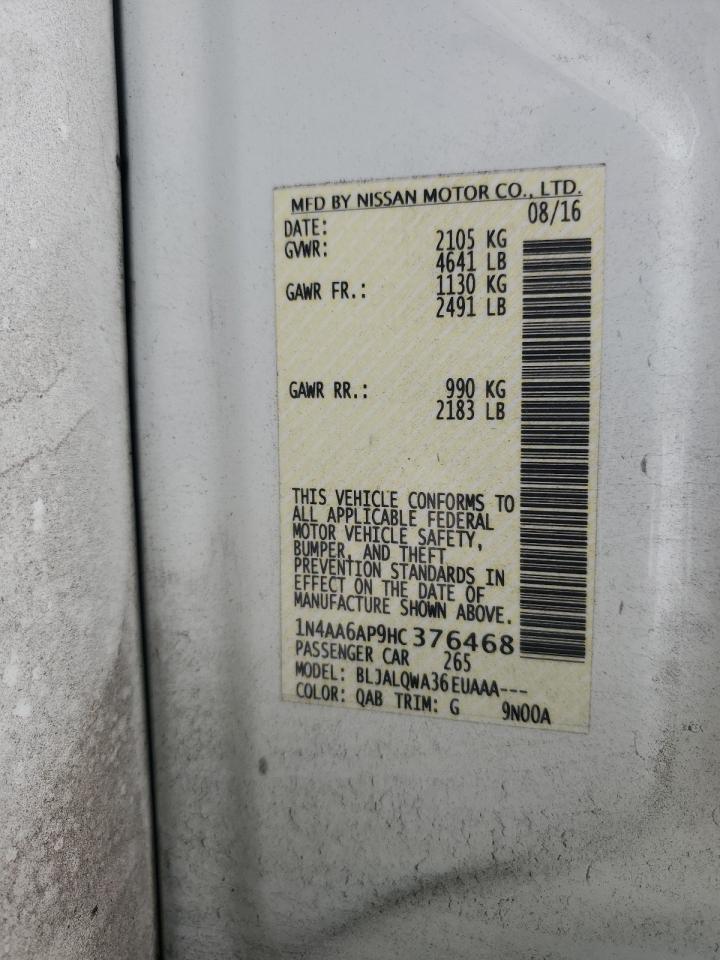 MFD BY NISSAN MOTOR CO., LTD.
DATE: 08/16
GVWR: 2105 KG
4641 LB
GAWR FR.: 1130 KG
2491 LB
GAWR RR.: 990 KG
2183 LB
THIS VEHICLE CONFORMS TO
ALL APPLICABLE FEDERAL
MOTOR VEHICLE SAFETY,
BUMPER, AND THEFT
PREVENTION STANDARDS IN
EFFECT ON THE DATE OF
MANUFACTURE SHOWN ABOVE.
1N4AA6AP9HC376468
PASSENGER CAR 265
MODEL: BLJALQWA36EUAAA---
COLOR: QAB TRIM: G 9N00A